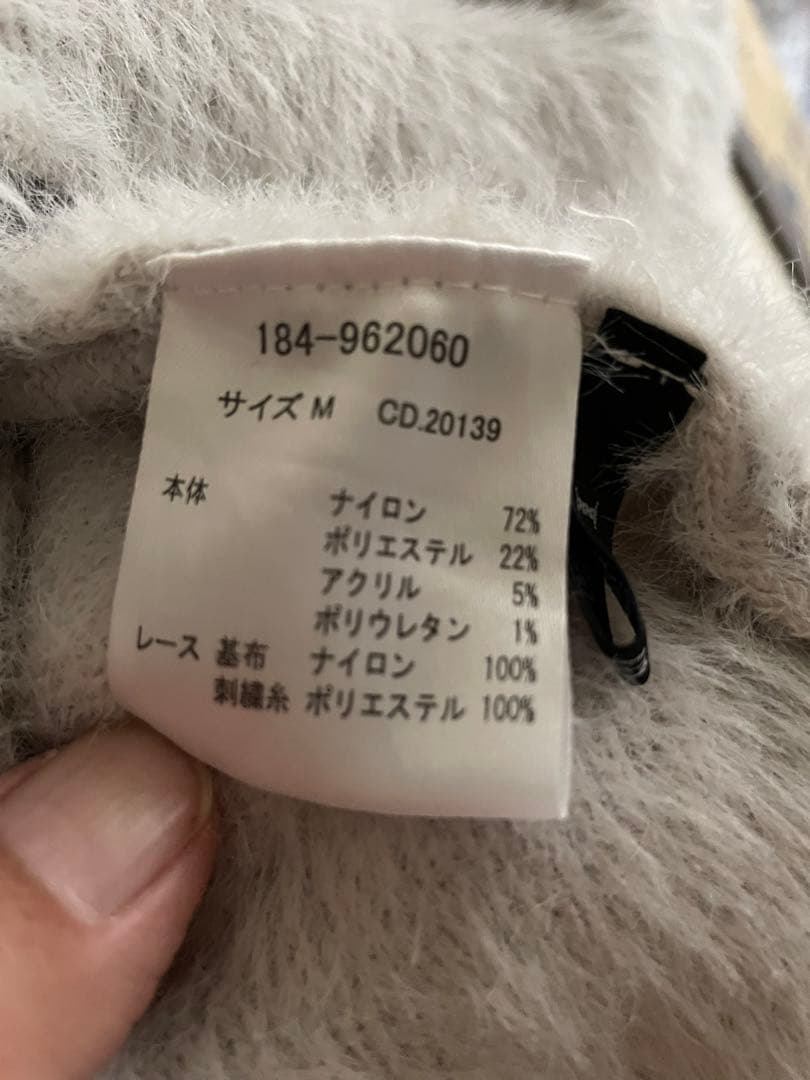 184-962060
サイズ M CD.20139
本体 ナイロン 72%
ポリエステル 22%
アクリル 5%
ポリウレタン 1%
レース 基布 ナイロン 100%
刺繍糸 ポリエステル 100%